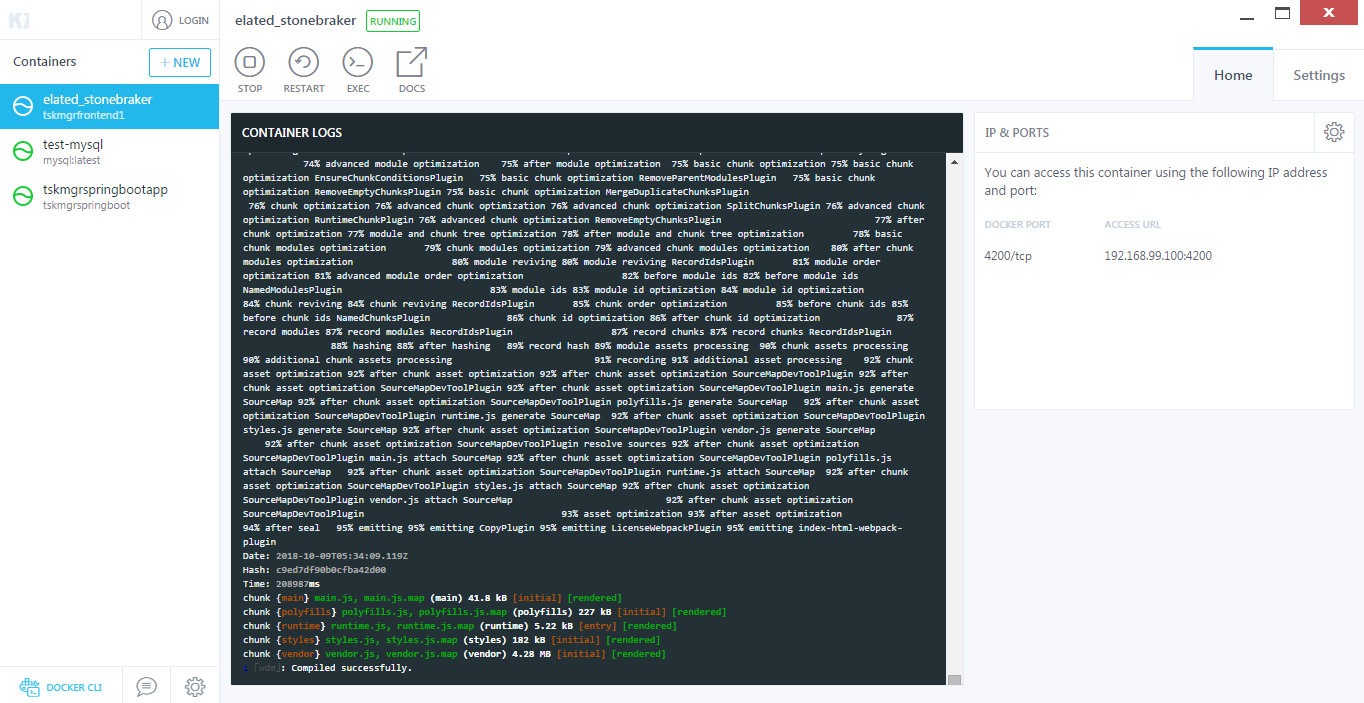 LOGIN
Containers
+ NEW
elated_stonebraker
tskmgrfrontend1
test-mysql
mysql:latest
tskmgrspringbootapp
tskmgrspringboot
DOCKER CLI
elated_stonebraker RUNNING
STOP RESTART EXEC DOCS
Home Settings
CONTAINER LOGS
74% advanced module optimization 75% after module optimization 75% basic chunk optimization 75% basic chunk
optimization EnsureChunkConditionsPlugin 75% basic chunk optimization RemoveParentModulesPlugin 75% basic chunk
optimization RemoveEmptyChunksPlugin 75% basic chunk optimization MergeDuplicateChunksPlugin
76% chunk optimization 76% advanced chunk optimization 76% advanced chunk optimization SplitChunksPlugin 76% advanced chunk
optimization RuntimeChunkPlugin 76% advanced chunk optimization RemoveEmptyChunksPlugin 77% after
chunk optimization 77% module and chunk tree optimization 78% after module and chunk tree optimization 78% basic
chunk modules optimization 79% chunk modules optimization 79% advanced chunk modules optimization 80% after chunk
modules optimization 80% module reviving 80% module reviving RecordIdsPlugin 81% module order
optimization 81% advanced module order optimization 82% before module ids 82% before module ids
NamedModulesPlugin 83% module ids 83% module id optimization 84% module id optimization
84% chunk reviving 84% chunk reviving RecordIdsPlugin 85% chunk order optimization 85% before chunk ids 85%
before chunk ids NamedChunksPlugin 86% chunk id optimization 86% after chunk id optimization 87%
record modules 87% record modules RecordIdsPlugin 87% record chunks 87% record chunks RecordIdsPlugin
88% hashing 88% after hashing 89% record hash 89% module assets processing 90% chunk assets processing
90% additional chunk assets processing 91% recording 91% additional asset processing 92% chunk
asset optimization 92% after chunk asset optimization 92% after chunk asset optimization SourceMapDevToolPlugin 92% after
chunk asset optimization SourceMapDevToolPlugin 92% after chunk asset optimization SourceMapDevToolPlugin main.js generate
SourceMap 92% after chunk asset optimization SourceMapDevToolPlugin polyfills.js generate SourceMap 92% after chunk asset
optimization SourceMapDevToolPlugin runtime.js generate SourceMap 92% after chunk asset optimization SourceMapDevToolPlugin
styles.js generate SourceMap 92% after chunk asset optimization SourceMapDevToolPlugin vendor.js generate SourceMap
92% after chunk asset optimization SourceMapDevToolPlugin resolve sources 92% after chunk asset optimization
SourceMapDevToolPlugin main.js attach SourceMap 92% after chunk asset optimization SourceMapDevToolPlugin polyfills.js
attach SourceMap 92% after chunk asset optimization SourceMapDevToolPlugin runtime.js attach SourceMap 92% after chunk
asset optimization SourceMapDevToolPlugin styles.js attach SourceMap 92% after chunk asset optimization
SourceMapDevToolPlugin vendor.js attach SourceMap 92% after chunk asset optimization
SourceMapDevToolPlugin 93% asset optimization 93% after asset optimization
94% after seal 95% emitting 95% emitting CopyPlugin 95% emitting LicenseWebpackPlugin 95% emitting index-html-webpack-
plugin
Date: 2018-10-09T05:34:09.119Z
Hash: c9ed7df90b0cfba42d00
Time: 208987ms
chunk {main} main.js, main.js.map (main) 41.8 kB [initial] [rendered]
chunk {polyfills} polyfills.js, polyfills.js.map (polyfills) 227 kB [initial] [rendered]
chunk {runtime} runtime.js, runtime.js.map (runtime) 5.22 kB [entry] [rendered]
chunk {styles} styles.js, styles.js.map (styles) 182 kB [initial] [rendered]
chunk {vendor} vendor.js, vendor.js.map (vendor) 4.28 MB [initial] [rendered]
i ｢wdm｣: Compiled successfully.
IP & PORTS
You can access this container using the following IP address
and port:
DOCKER PORT ACCESS URL
4200/tcp 192.168.99.100:4200